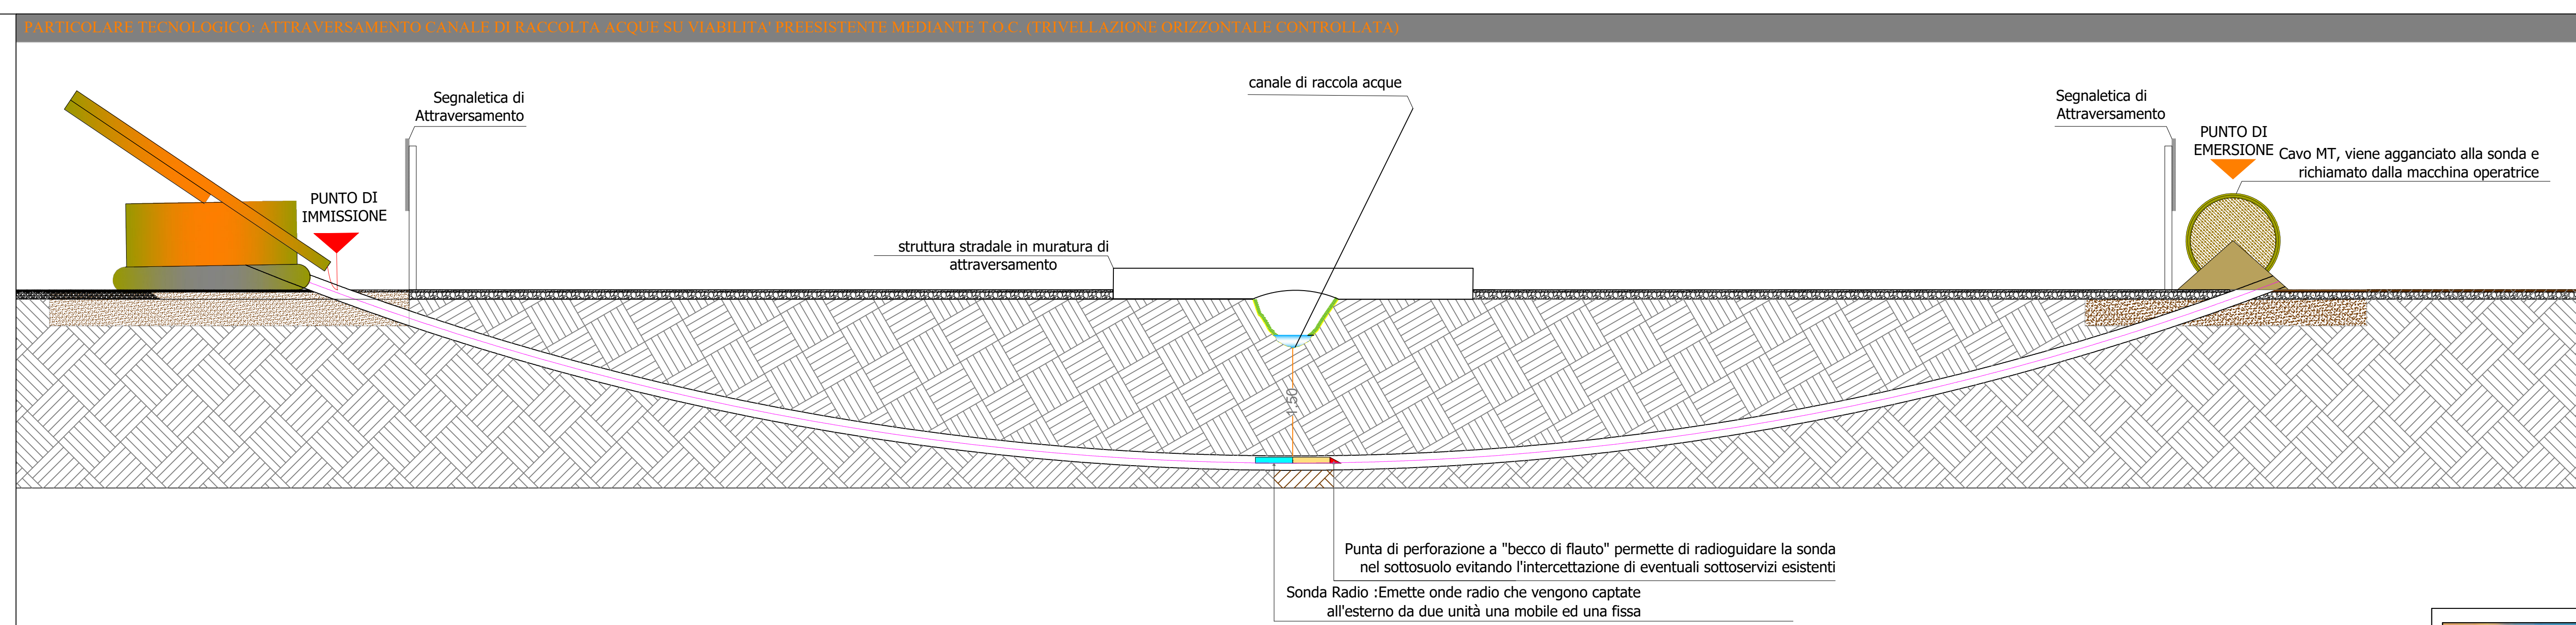 PARTICOLARE TECNOLOGICO: ATTRAVERSAMENTO CANALE DI RACCOLTA ACQUE SU VIABILITA' PREESISTENTE MEDIANTE T.O.C. (TRIVELLAZIONE ORIZZONTALE CONTROLLATA)
Segnaletica di
Attraversamento
canale di raccola acque
Segnaletica di
Attraversamento
PUNTO DI
EMERSIONE
Cavo MT, viene agganciato alla sonda e
richiamato dalla macchina operatrice
PUNTO DI
IMMISSIONE
struttura stradale in muratura di
attraversamento
1.50
Punta di perforazione a "becco di flauto" permette di radioguidare la sonda
nel sottosuolo evitando l'intercettazione di eventuali sottoservizi esistenti
Sonda Radio :Emette onde radio che vengono captate
all'esterno da due unità una mobile ed una fissa